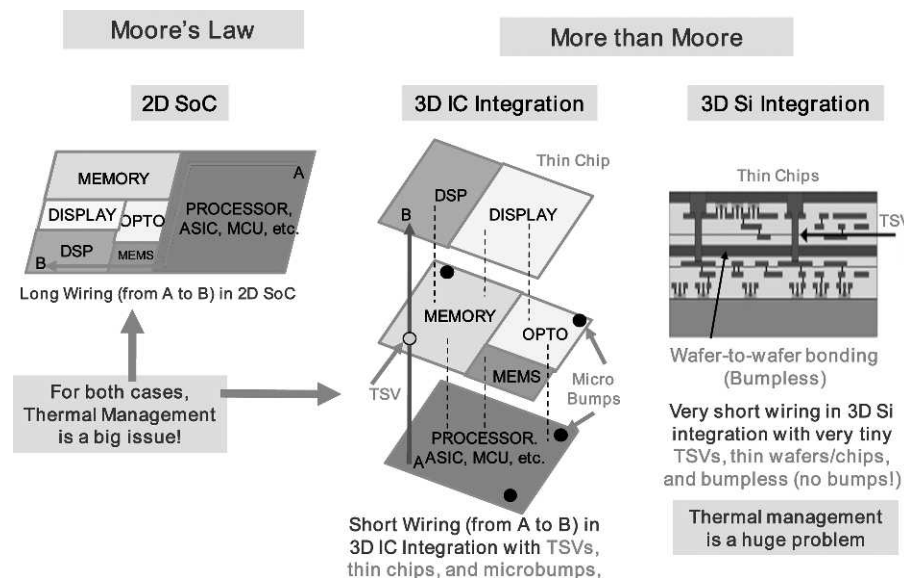 Moore's Law
More than Moore
2D SoC
MEMORY
DISPLAY
OPTO
DSP
MEMS
PROCESSOR,
ASIC, MCU, etc.
A
B
Long Wiring (from A to B) in 2D SoC
For both cases,
Thermal Management
is a big issue!
3D IC Integration
Thin Chip
DSP
B
DISPLAY
MEMORY
OPTO
TSV
MEMS
Micro
Bumps
PROCESSOR.
A
ASIC, MCU, etc.
Short Wiring (from A to B) in
3D IC Integration with TSVs,
thin chips, and microbumps,
3D Si Integration
Thin Chips
TSV
Wafer-to-wafer bonding
(Bumpless)
Very short wiring in 3D Si
integration with very tiny
TSVs, thin wafers/chips,
and bumpless (no bumps!)
Thermal management
is a huge problem